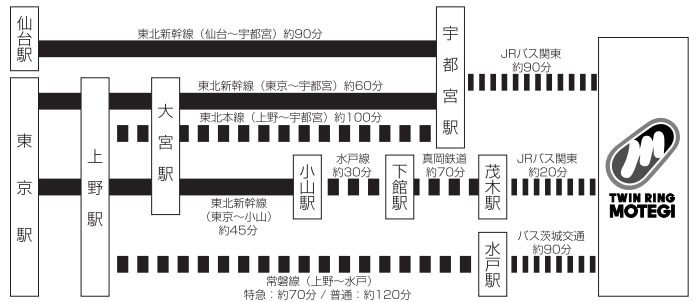 仙台駅
東北新幹線（仙台～宇都宮）約90分
宇都宮駅
JRバス関東
約90分
東北新幹線（東京～宇都宮）約60分
東北本線（上野～宇都宮）約100分
東京駅
上野駅
大宮駅
小山駅
水戸線
約30分
下館駅
真岡鉄道
約70分
茂木駅
JRバス関東
約20分
東北新幹線
（東京～小山）
約45分
TWIN RING
MOTEGI
常磐線（上野～水戸）
特急：約70分 / 普通：約120分
水戸駅
バス茨城交通
約90分